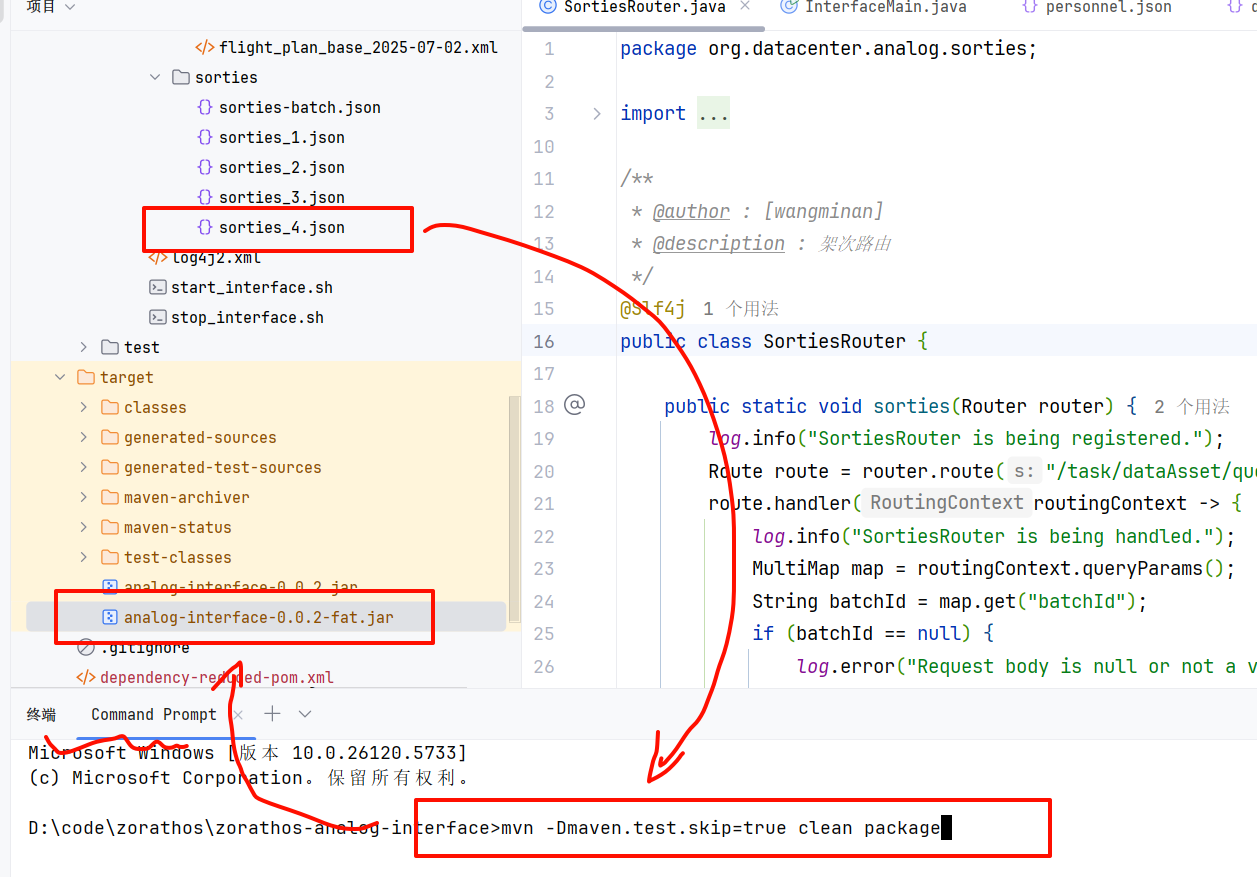 项目
flight_plan_base_2025-07-02.xml
sorties
sorties-batch.json
sorties_1.json
sorties_2.json
sorties_3.json
sorties_4.json
log4j2.xml
start_interface.sh
stop_interface.sh
test
target
classes
generated-sources
generated-test-sources
maven-archiver
maven-status
test-classes
analog-interface-0.0.2.jar
analog-interface-0.0.2-fat.jar
.gitignore
dependency-reduced-pom.xml
SortiesRouter.java
InterfaceMain.java
personnel.json
1 package org.datacenter.analog.sorties;
2
3 import ...
10
11 /**
12 * @author : [wangminan]
13 * @description : 架次路由
14 */
15 @Slf4j 1 个用法
16 public class SortiesRouter {
17
18 public static void sorties(Router router) { 2 个用法
19 log.info("SortiesRouter is being registered.");
20 Route route = router.route( s: "/task/dataAsset/qu
21 route.handler( RoutingContext routingContext -> {
22 log.info("SortiesRouter is being handled.");
23 MultiMap map = routingContext.queryParams();
24 String batchId = map.get("batchId");
25 if (batchId == null) {
26 log.error("Request body is null or not a v
终端 Command Prompt
Microsoft Windows [版本 10.0.26120.5733]
(c) Microsoft Corporation。保留所有权利。
D:\code\zorathos\zorathos-analog-interface>mvn -Dmaven.test.skip=true clean package